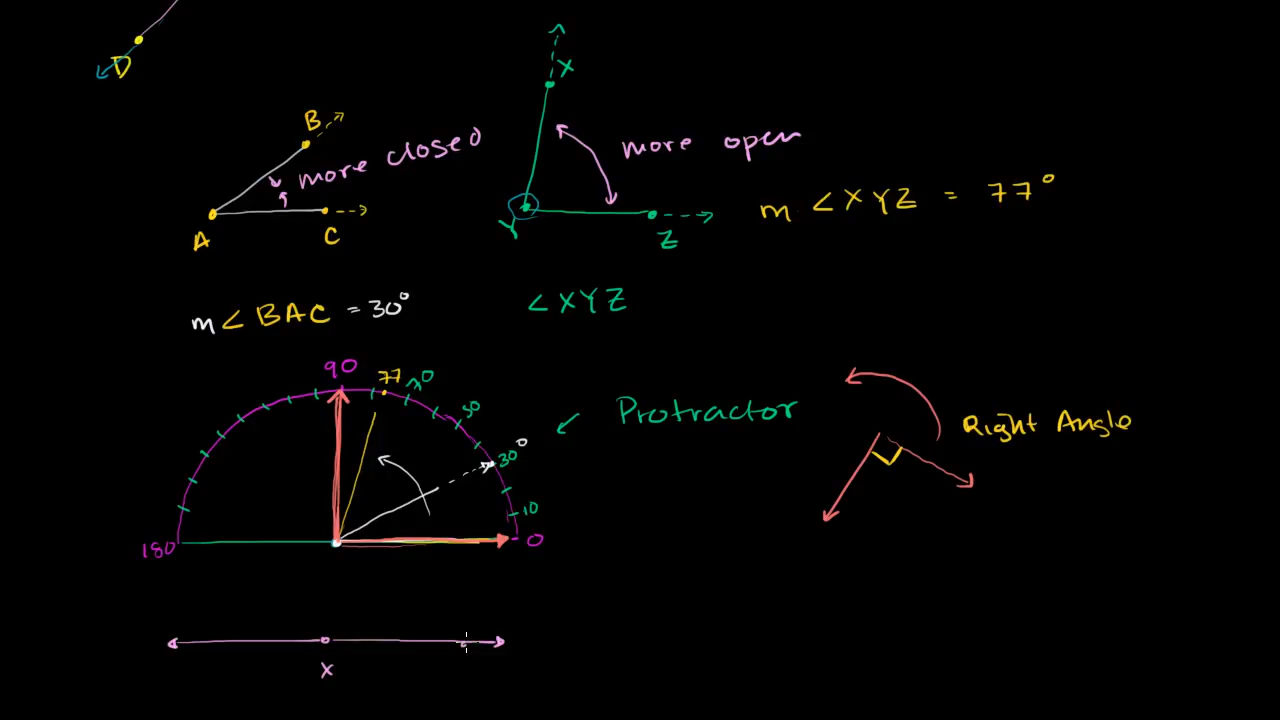 D
B
more closed
A
C
X
more open
Y
Z
m ∠XYZ = 77°
m∠BAC = 30°
∠XYZ
90
77
70
50
30°
10
0
180
Protractor
Right Angle
X